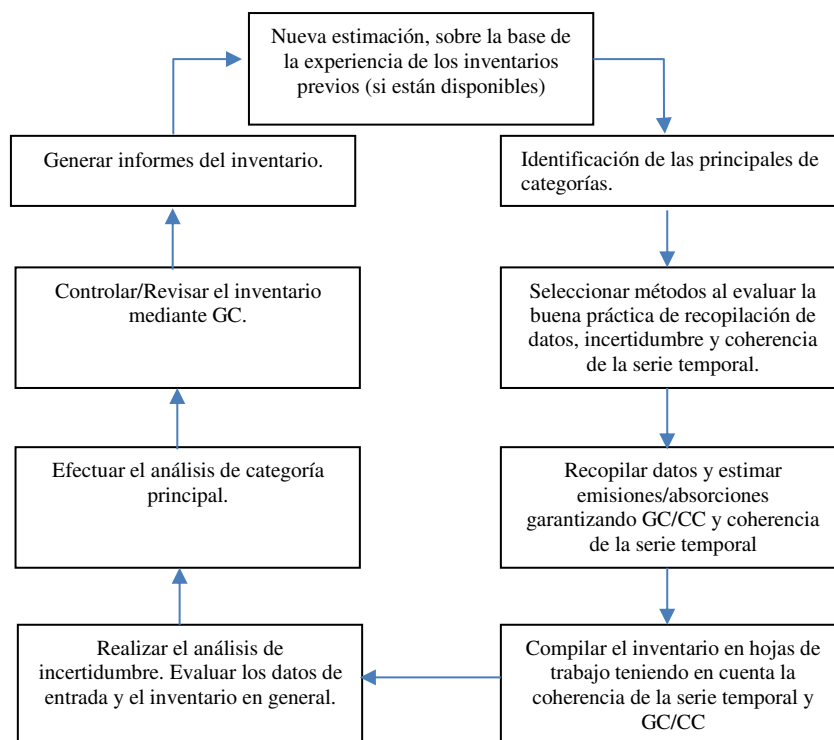 Nueva estimación, sobre la base de
la experiencia de los inventarios
previos (si están disponibles)
Identificación de las principales de
categorías.
Seleccionar métodos al evaluar la
buena práctica de recopilación de
datos, incertidumbre y coherencia
de la serie temporal.
Recopilar datos y estimar
emisiones/absorciones
garantizando GC/CC y coherencia
de la serie temporal
Compilar el inventario en hojas de
trabajo teniendo en cuenta la
coherencia de la serie temporal y
GC/CC
Realizar el análisis de
incertidumbre. Evaluar los datos de
entrada y el inventario en general.
Efectuar el análisis de categoría
principal.
Controlar/Revisar el inventario
mediante GC.
Generar informes del inventario.